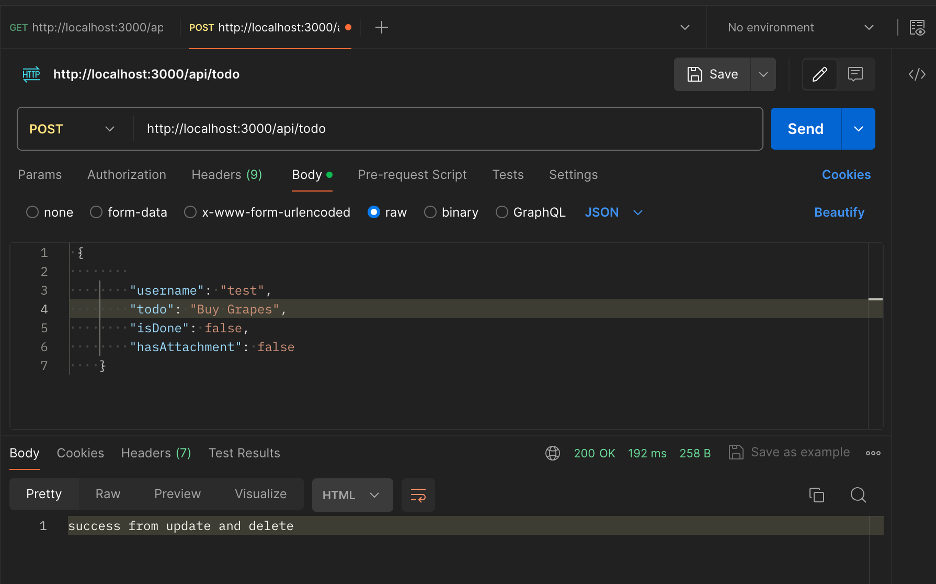 GET http://localhost:3000/ap POST http://localhost:3000/a No environment
HTTP http://localhost:3000/api/todo Save
POST http://localhost:3000/api/todo Send
Params Authorization Headers (9) Body Pre-request Script Tests Settings Cookies
none form-data x-www-form-urlencoded raw binary GraphQL JSON Beautify
1 {
2
3 "username": "test",
4 "todo": "Buy Grapes",
5 "isDone": false,
6 "hasAttachment": false
7 }
Body Cookies Headers (7) Test Results 200 OK 192 ms 258 B Save as example
Pretty Raw Preview Visualize HTML
1 success from update and delete